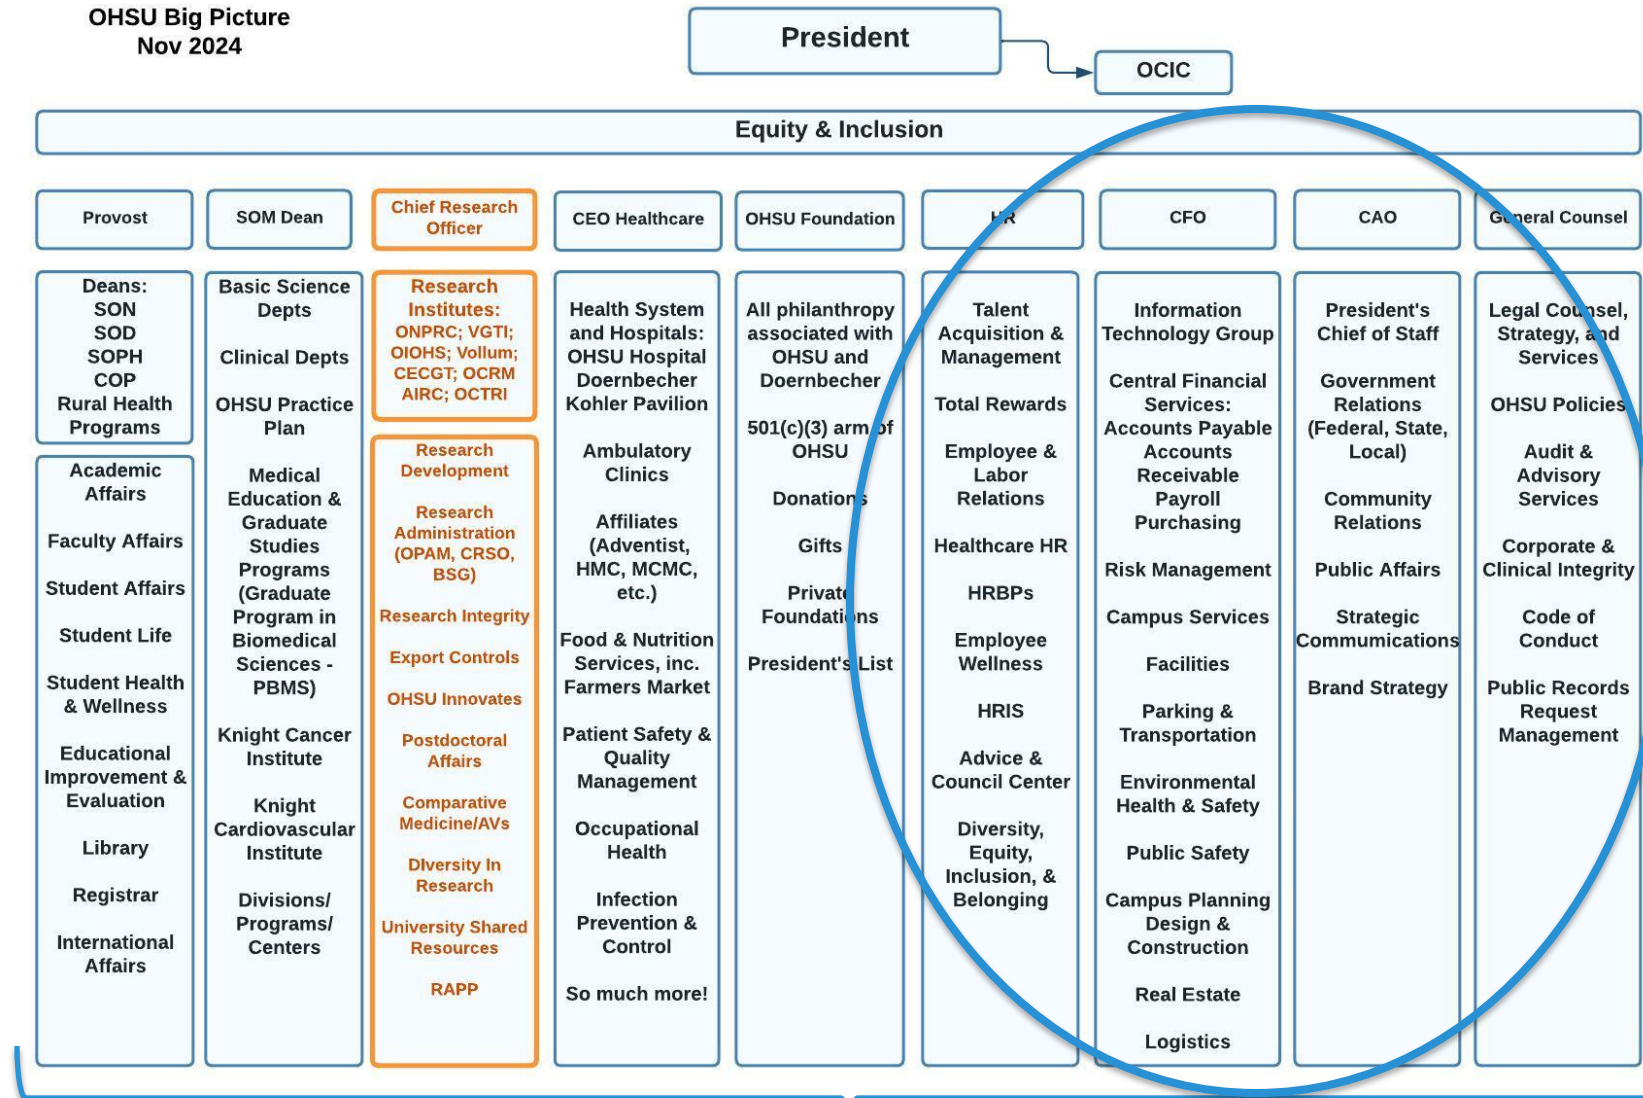 OHSU Big Picture
Nov 2024
President
OCIC
Equity & Inclusion
Provost
Deans:
SON
SOD
SOPH
COP
Rural Health
Programs
Academic
Affairs
Faculty Affairs
Student Affairs
Student Life
Student Health
& Wellness
Educational
Improvement &
Evaluation
Library
Registrar
International
Affairs
SOM Dean
Basic Science
Depts
Clinical Depts
OHSU Practice
Plan
Medical
Education &
Graduate
Studies
Programs
(Graduate
Program in
Biomedical
Sciences -
PBMS)
Knight Cancer
Institute
Knight
Cardiovascular
Institute
Divisions/
Programs/
Centers
Chief Research
Officer
Research
Institutes:
ONPRC; VGTI;
OIOHS; Vollum;
CECGT; OCRM
AIRC; OCTRI
Research
Development
Research
Administration
(OPAM, CRSO,
BSG)
Research Integrity
Export Controls
OHSU Innovates
Postdoctoral
Affairs
Comparative
Medicine/AVs
DIversity In
Research
University Shared
Resources
RAPP
CEO Healthcare
Health System
and Hospitals:
OHSU Hospital
Doernbecher
Kohler Pavilion
Ambulatory
Clinics
Affiliates
(Adventist,
HMC, MCMC,
etc.)
Food & Nutrition
Services, inc.
Farmers Market
Patient Safety &
Quality
Management
Occupational
Health
Infection
Prevention &
Control
So much more!
OHSU Foundation
All philanthropy
associated with
OHSU and
Doernbecher
501(c)(3) arm of
OHSU
Donations
Gifts
Private
Foundations
President's List
HR
Talent
Acquisition &
Management
Total Rewards
Employee &
Labor
Relations
Healthcare HR
HRBPs
Employee
Wellness
HRIS
Advice &
Council Center
Diversity,
Equity,
Inclusion, &
Belonging
CFO
Information
Technology Group
Central Financial
Services:
Accounts Payable
Accounts
Receivable
Payroll
Purchasing
Risk Management
Campus Services
Facilities
Parking &
Transportation
Environmental
Health & Safety
Public Safety
Campus Planning
Design &
Construction
Real Estate
Logistics
CAO
President's
Chief of Staff
Government
Relations
(Federal, State,
Local)
Community
Relations
Public Affairs
Strategic
Commumications
Brand Strategy
General Counsel
Legal Counsel,
Strategy, and
Services
OHSU Policies
Audit &
Advisory
Services
Corporate &
Clinical Integrity
Code of
Conduct
Public Records
Request
Management